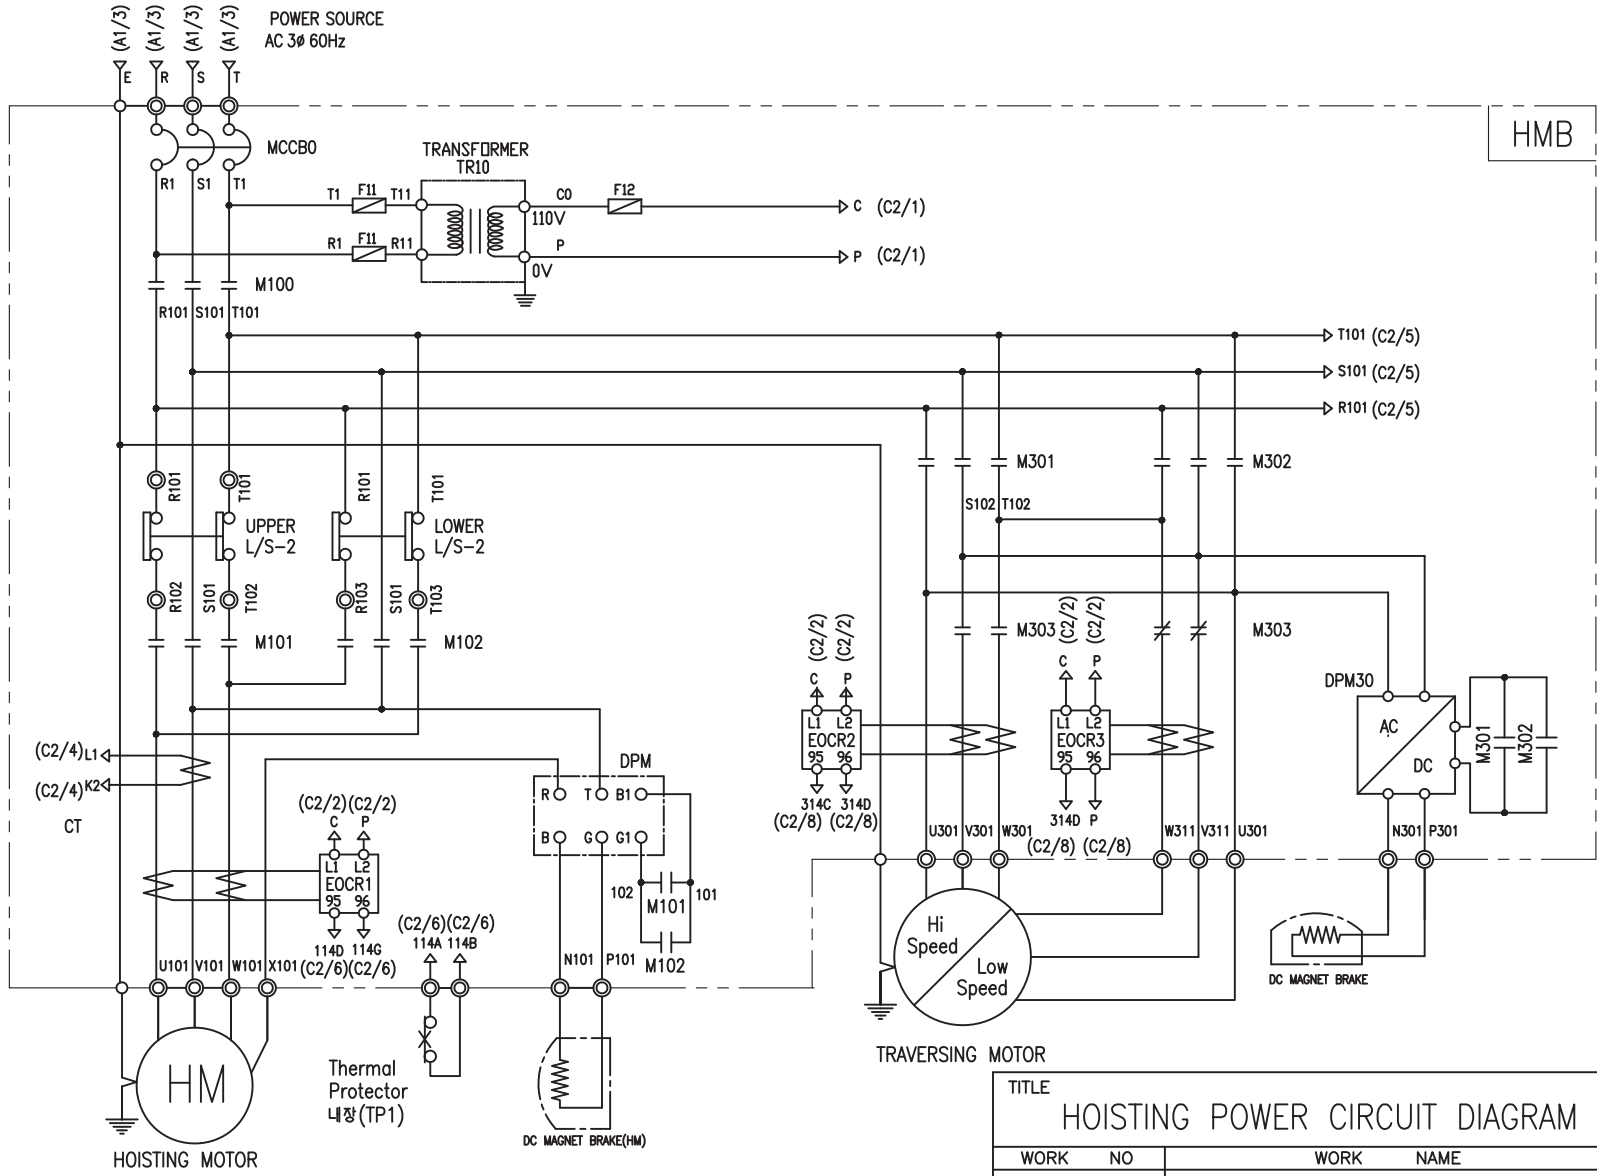 (A1/3) (A1/3) (A1/3) (A1/3)
POWER SOURCE
AC 3ø 60Hz
E R S T
HMB
MCCB0
R1 S1 T1
TRANSFORMER
TR10
T1 F11 T11
C0 F12
110V
C (C2/1)
R1 F11 R11
P
0V
P (C2/1)
M100
R101 S101 T101
T101 (C2/5)
S101 (C2/5)
R101 (C2/5)
M301
M302
R101 T101 R101 T101
S102 T102
UPPER
L/S-2
LOWER
L/S-2
R102 S101 T102 R103 S101 T103
M101
M102
(C2/2) (C2/2)
(C2/2) (C2/2)
M303
M303
C P
C P
L1 L2
EOCR2
95 96
314C 314D
(C2/8) (C2/8)
L1 L2
EOCR3
95 96
314D P
(C2/8) (C2/8)
DPM30
AC
DC
M301 M302
(C2/4) L1
(C2/4) K2
CT
DPM
R T B1
B G G1
102 101
M101
M102
(C2/2) (C2/2)
C P
L1 L2
EOCR1
95 96
114D 114G
(C2/6) (C2/6)
(C2/6) (C2/6)
114A 114B
U101 V101 W101 X101
N101 P101
U301 V301 W301
W311 V311 U301
N301 P301
Hi
Speed
Low
Speed
DC MAGNET BRAKE
TRAVERSING MOTOR
HM
HOISTING MOTOR
Thermal
Protector
내장(TP1)
DC MAGNET BRAKE(HM)
TITLE
HOISTING POWER CIRCUIT DIAGRAM
WORK NO
WORK NAME